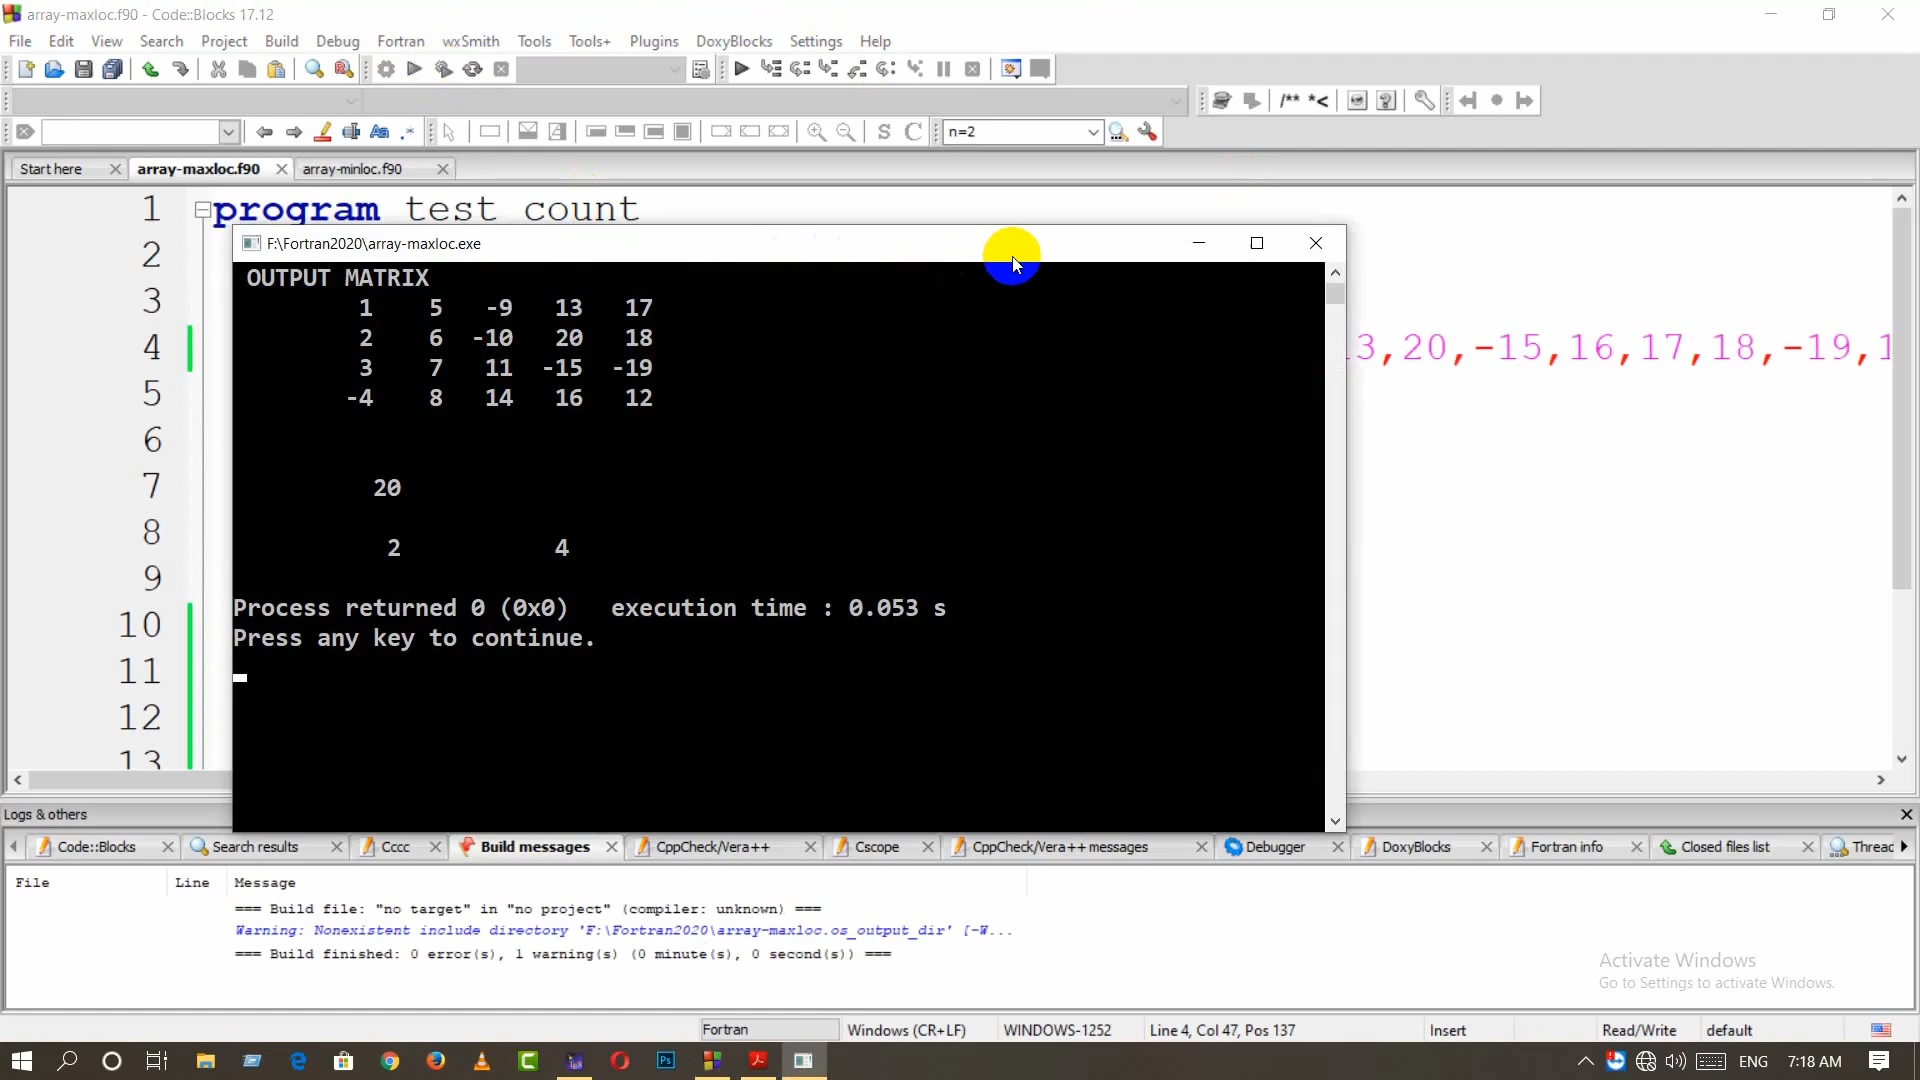 array-maxloc.f90 - Code::Blocks 17.12
File Edit View Search Project Build Debug Fortran wxSmith Tools Tools+ Plugins DoxyBlocks Settings Help
/** *<
n=2
S C
Start here array-maxloc.f90 array-minloc.f90
1 program test count
2
3
4 13,20,-15,16,17,18,-19,1
5
6
7
8
9
10
11
12
13
F:\Fortran2020\array-maxloc.exe
OUTPUT MATRIX
1 5 -9 13 17
2 6 -10 20 18
3 7 11 -15 -19
-4 8 14 16 12
20
2 4
Process returned 0 (0x0) execution time : 0.053 s
Press any key to continue.
Logs & others
Code::Blocks Search results Cccc Build messages CppCheck/Vera++ Cscope CppCheck/Vera++ messages Debugger DoxyBlocks Fortran info Closed files list Threac
File Line Message
=== Build file: "no target" in "no project" (compiler: unknown) ===
Warning: Nonexistent include directory 'F:\Fortran2020\array-maxloc.os_output_dir' [-W...
=== Build finished: 0 error(s), 1 warning(s) (0 minute(s), 0 second(s)) ===
Activate Windows
Go to Settings to activate Windows.
Fortran Windows (CR+LF) WINDOWS-1252 Line 4, Col 47, Pos 137 Insert Read/Write default
Ps ENG 7:18 AM